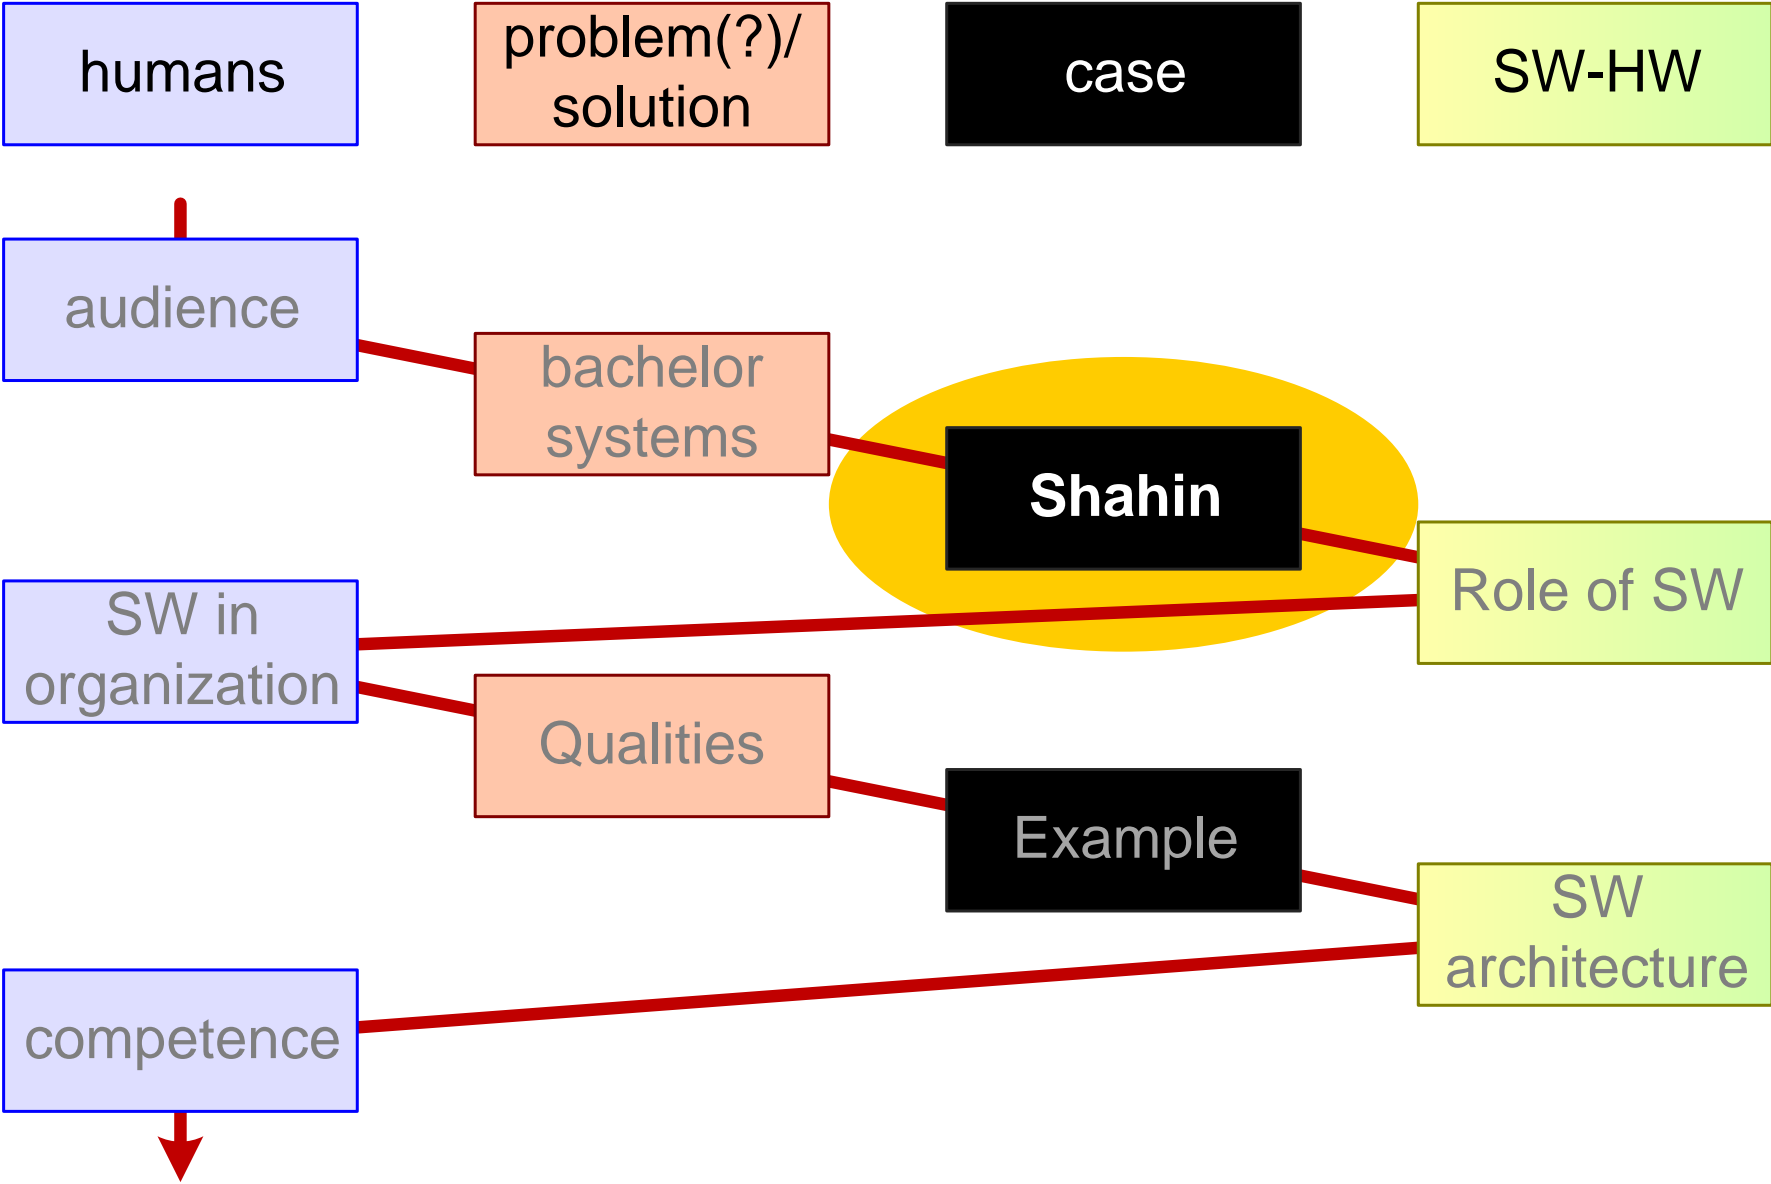 humans
problem(?)/
solution
case
SW-HW
audience
bachelor
systems
Shahin
Role of SW
SW in
organization
Qualities
Example
SW
architecture
competence